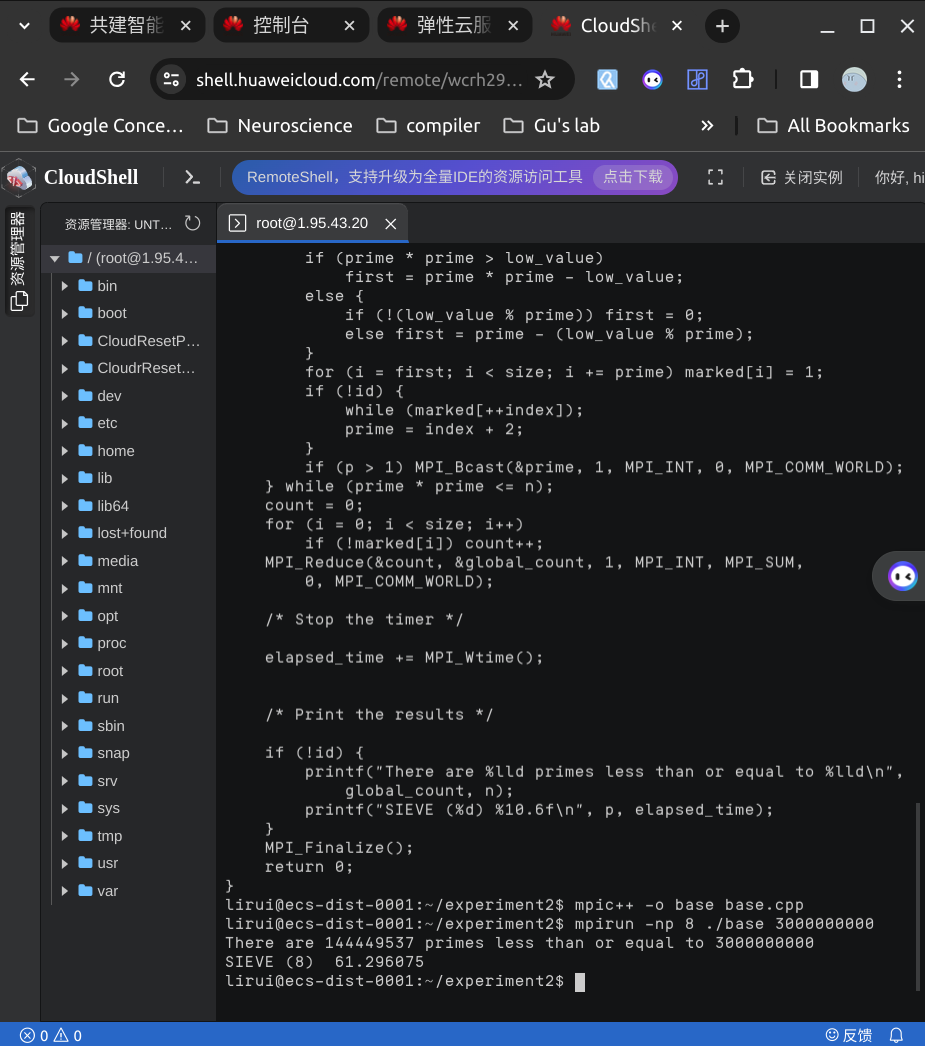 共建智能
控制台
弹性云服
CloudShe
shell.huaweicloud.com/remote/wcrh29...
Google Conce...
Neuroscience
compiler
Gu's lab
All Bookmarks
CloudShell
RemoteShell，支持升级为全量IDE的资源访问工具
点击下载
关闭实例
你好, hi
资源管理器
资源管理器: UNT...
/ (root@1.95.4...
bin
boot
CloudResetP...
CloudrReset...
dev
etc
home
lib
lib64
lost+found
media
mnt
opt
proc
root
run
sbin
snap
srv
sys
tmp
usr
var
root@1.95.43.20
if (prime * prime > low_value)
first = prime * prime - low_value;
else {
if (!(low_value % prime)) first = 0;
else first = prime - (low_value % prime);
}
for (i = first; i < size; i += prime) marked[i] = 1;
if (!id) {
while (marked[++index]);
prime = index + 2;
}
if (p > 1) MPI_Bcast(&prime, 1, MPI_INT, 0, MPI_COMM_WORLD);
} while (prime * prime <= n);
count = 0;
for (i = 0; i < size; i++)
if (!marked[i]) count++;
MPI_Reduce(&count, &global_count, 1, MPI_INT, MPI_SUM,
0, MPI_COMM_WORLD);
/* Stop the timer */
elapsed_time += MPI_Wtime();
/* Print the results */
if (!id) {
printf("There are %lld primes less than or equal to %lld\n",
global_count, n);
printf("SIEVE (%d) %10.6f\n", p, elapsed_time);
}
MPI_Finalize();
return 0;
}
lirui@ecs-dist-0001:~/experiment2$ mpic++ -o base base.cpp
lirui@ecs-dist-0001:~/experiment2$ mpirun -np 8 ./base 3000000000
There are 144449537 primes less than or equal to 3000000000
SIEVE (8)  61.296075
lirui@ecs-dist-0001:~/experiment2$
0
0
反馈